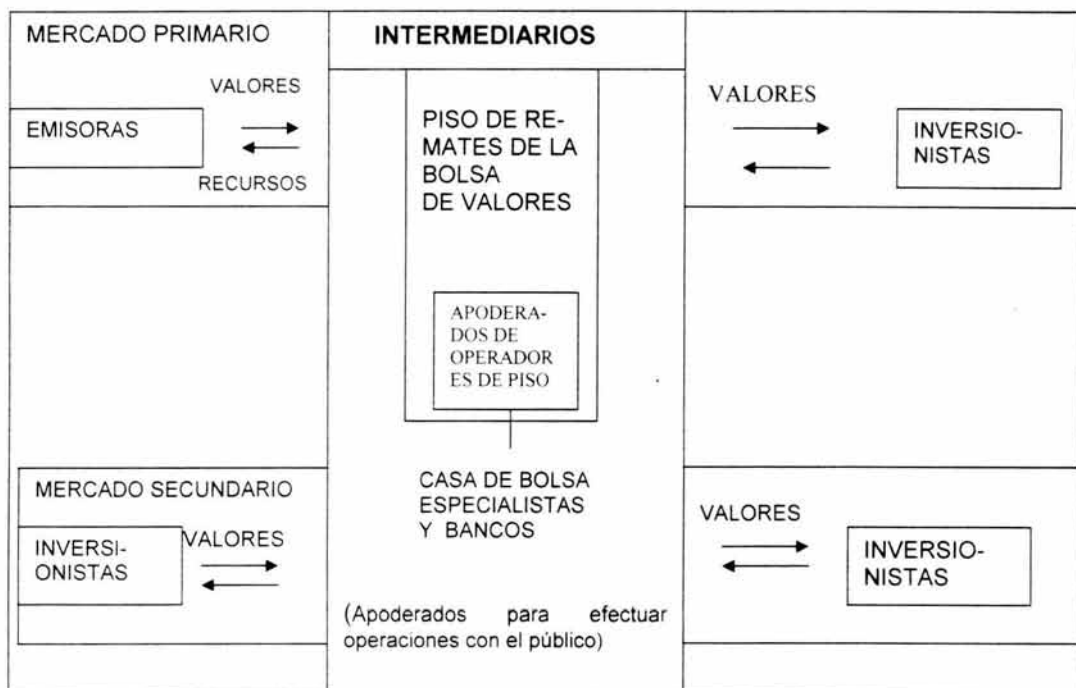 MERCADO PRIMARIO
VALORES
EMISORAS
RECURSOS
INTERMEDIARIOS
PISO DE RE-
MATES DE LA
BOLSA
DE VALORES
APODERA-
DOS DE
OPERADOR
ES DE PISO
CASA DE BOLSA
ESPECIALISTAS
Y BANCOS
(Apoderados para efectuar
operaciones con el público)
VALORES
INVERSIO-
NISTAS
MERCADO SECUNDARIO
INVERSI-
ONISTAS
VALORES
VALORES
INVERSIO-
NISTAS